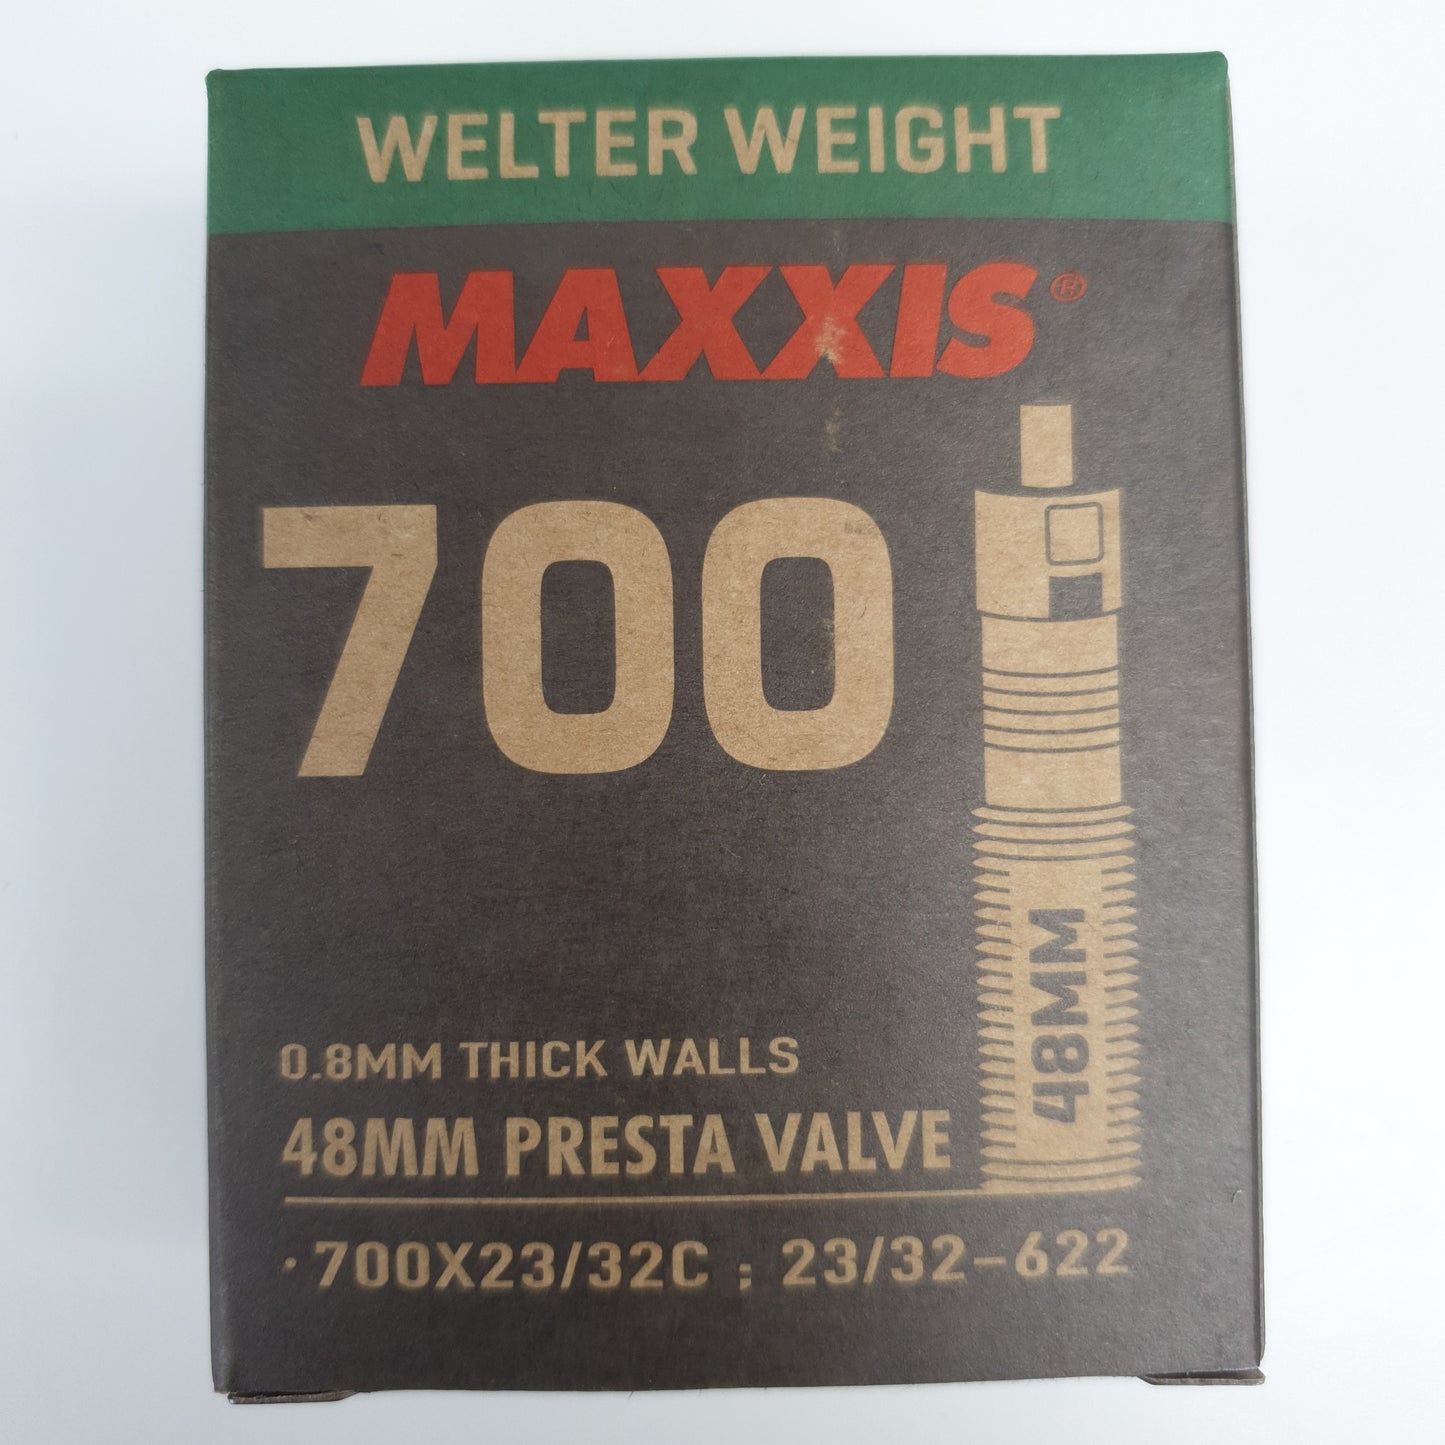 WELTER WEIGHT
MAXXIS®
700
48MM
0.8MM THICK WALLS
48MM PRESTA VALVE
·700X23/32C ; 23/32-622